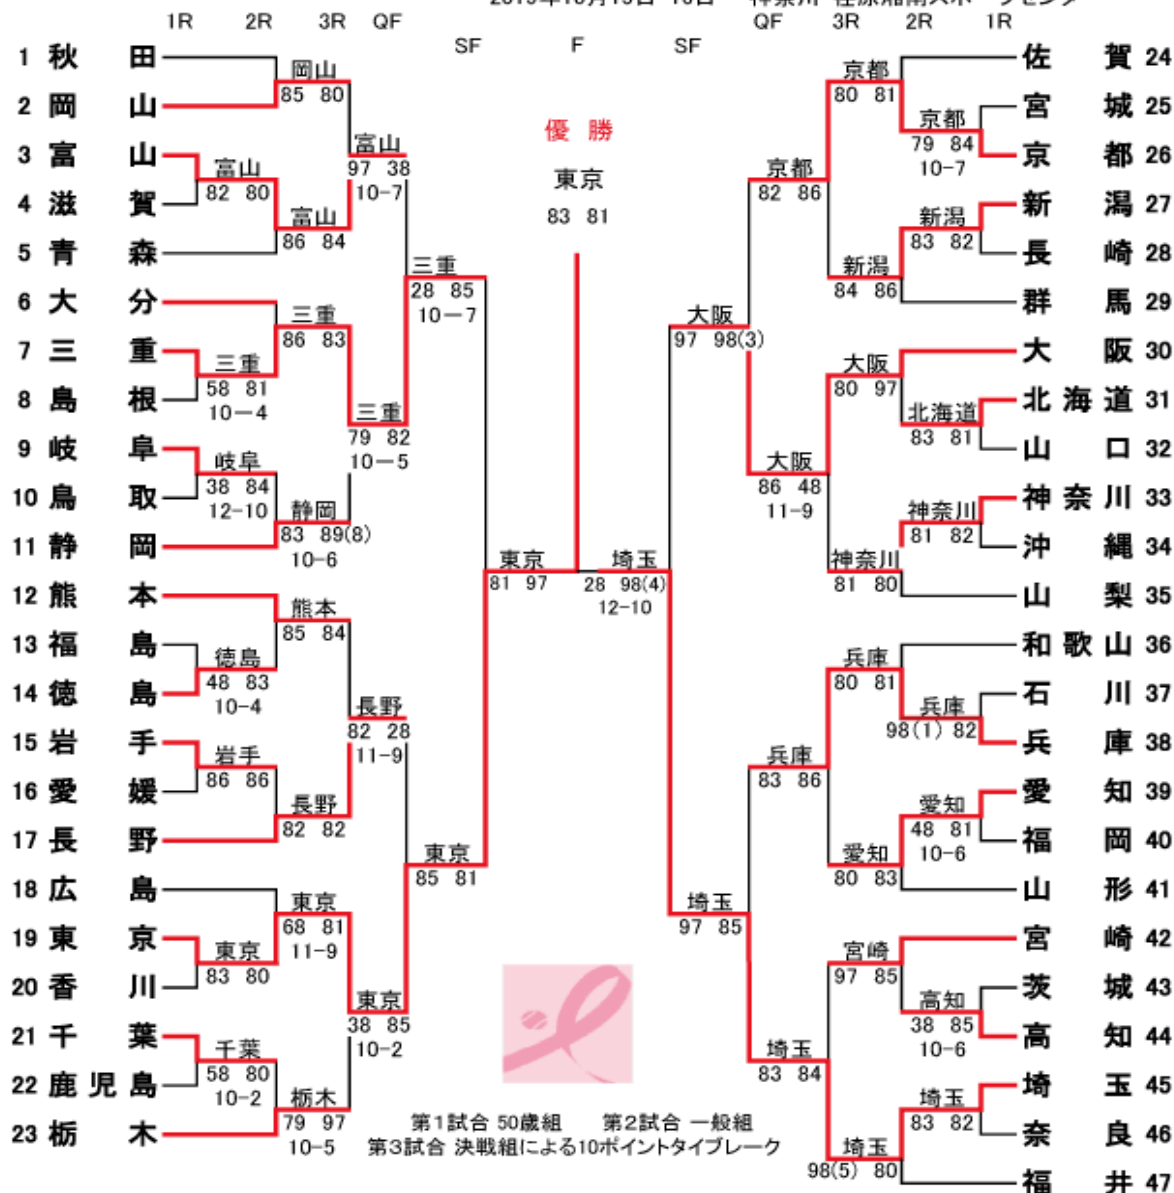 1R 2R 3R QF SF F SF QF 3R 2R 1R
1 秋田
2 岡山
3 富山
4 滋賀
5 青森
6 大分
7 三重
8 島根
9 岐阜
10 鳥取
11 静岡
12 熊本
13 福島
14 徳島
15 岩手
16 愛媛
17 長野
18 広島
19 東京
20 香川
21 千葉
22 鹿児島
23 栃木
富山
82 80
三重
58 81
10-4
岐阜
38 84
12-10
徳島
48 83
10-4
岩手
86 86
東京
83 80
千葉
58 80
10-2
岡山
85 80
富山
86 84
三重
86 83
静岡
83 89(8)
10-6
熊本
85 84
長野
82 82
東京
68 81
11-9
栃木
79 97
10-5
富山
97 38
10-7
三重
79 82
10-5
長野
82 28
11-9
東京
38 85
10-2
三重
28 85
10-7
東京
85 81
東京
81 97
優勝
東京
83 81
埼玉
28 98(4)
12-10
大阪
97 98(3)
埼玉
97 85
京都
82 86
大阪
86 48
11-9
兵庫
83 86
埼玉
83 84
京都
80 81
新潟
84 86
大阪
80 97
神奈川
81 80
兵庫
80 81
愛知
80 83
宮崎
97 85
埼玉
98(5) 80
京都
79 84
10-7
新潟
83 82
北海道
83 81
神奈川
81 82
兵庫
98(1) 82
愛知
48 81
10-6
高知
38 85
10-6
埼玉
83 82
佐賀 24
宮城 25
京都 26
新潟 27
長崎 28
群馬 29
大阪 30
北海道 31
山口 32
神奈川 33
沖縄 34
山梨 35
和歌山 36
石川 37
兵庫 38
愛知 39
福岡 40
山形 41
宮崎 42
茨城 43
高知 44
埼玉 45
奈良 46
福井 47
第1試合 50歳組 第2試合 一般組
第3試合 決戦組による10ポイントタイブレーク